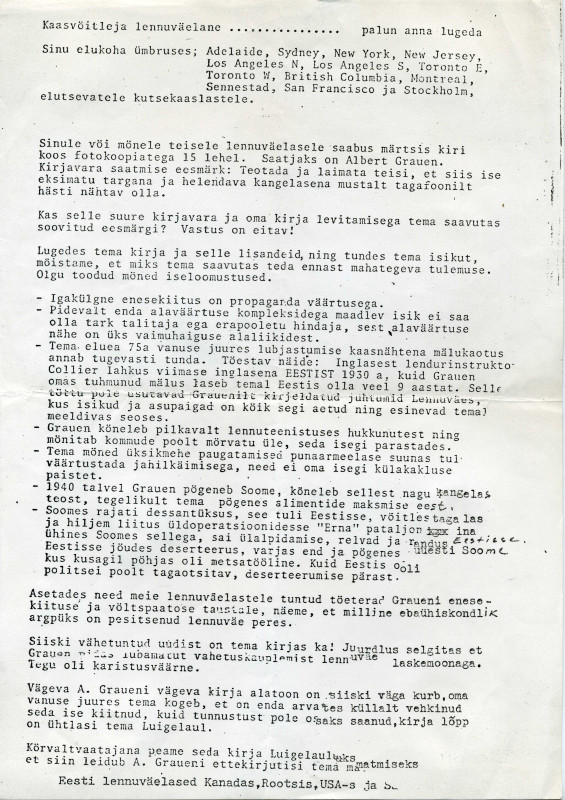 Kaasvõitleja lennuväelane ................ palun anna lugeda
Sinu elukoha ümbruses; Adelaide, Sydney, New York, New Jersey,
Los Angeles N, Los Angeles S, Toronto E,
Toronto W, British Columbia, Montreal,
Sennestad, San Francisco ja Stockholm,
elutsevatele kutsekaaslastele.
Sinule või mõnele teisele lennuväelasele saabus märtsis kiri
koos fotokoopiatega 15 lehel. Saatjaks on Albert Grauen.
Kirjavara saatmise eesmärk: Teotada ja laimata teisi, et siis ise
eksimatu targana ja helendava kangelasena mustalt tagafoonilt
hästi nähtav olla.
Kas selle suure kirjavara ja oma kirja levitamisega tema saavutas
soovitud eesmärgi? Vastus on eitav!
Lugedes tema kirja ja selle lisandeid, ning tundes tema isikut,
mõistame, et miks tema saavutas teda ennast mahategeva tulemuse.
Olgu toodud mõned iseloomustused.
- Igakülgne enesekiitus on propaganda väärtusega.
- Pidevalt enda alaväärtuse kompleksidega maadlev isik ei saa
olla tark talitaja ega erapooletu hindaja, sest alaväärtuse
nähe on üks vaimuhaiguse alaliikidest.
- Tema eluea 75a vanuse juures lubjastumise kaasnähtena mälukaotus
annab tugevasti tunda. Tõestav näide: Inglasest lendurinstrukto
Collier lahkus viimase inglasena EESTIST 1930 a, kuid Grauen
omas tuhmunud mälus laseb temal Eestis olla veel 9 aastat. Selle
tõttu pole usutavad Grauenilt kirjeldatud juhtumid Lennuväes,
kus isikud ja asupaigad on kõik segi aetud ning esinevad temal
meeldivas seoses.
- Grauen kõneleb pilkavalt lennuteenistuses hukkunutest ning
mõnitab kommude poolt mõrvatu üle, seda isegi parastades.
- Tema mõned üksikmehe paugatamised punaarmeelase suunas tul-
väärtustada jahilkäimisega, need ei oma isegi külakakluse
paistet.
- 1940 talvel Grauen põgeneb Soome, kõneleb sellest nagu kangelas
teost, tegelikult tema põgenes alimentide maksmise eest.
- Soomes rajati dessantüksus, see tuli Eestisse, võitles tagalas
ja hiljem liitus üldoperatsioonidesse "Erna" pataljonina
ühines Soomes sellega, sai ülalpidamise, relvad ja randus Eestisse.
Eestisse jõudes deserteerus, varjas end ja põgenes uuesti Soome
kus kusagil põhjas oli metsatööline. Kuid Eestis oli
politsei poolt tagaotsitav, deserteerumise pärast.
Asetades need meie lennuväelastele tuntud tõeterad Graueni enese-
kiituse ja võltspaatose taustale, näeme, et milline ebaühiskondlik
argpüks on pesitsenud lennuväe peres.
Siiski vähetuntud uudist on tema kirjas ka! Juurdlus selgitas et
Grauen lubamatut vahetuskauplemist lennuväe laskemoonaga.
Tegu oli karistusväärne.
Vägeva A. Graueni vägeva kirja alatoon on siiski väga kurb, oma
vanuse juures tema kogeb, et on enda arvates küllalt vehkinud
seda ise kiitnud, kuid tunnustust pole osaks saanud, kirja lõpp
on ühtlasi tema Luigelaul.
Kõrvaltvaatajana peame seda kirja Luigelauluks
et siin leidub A. Graueni ettekirjutisi tema matmiseks
Eesti lennuväelased Kanadas, Rootsis, USA-s ja